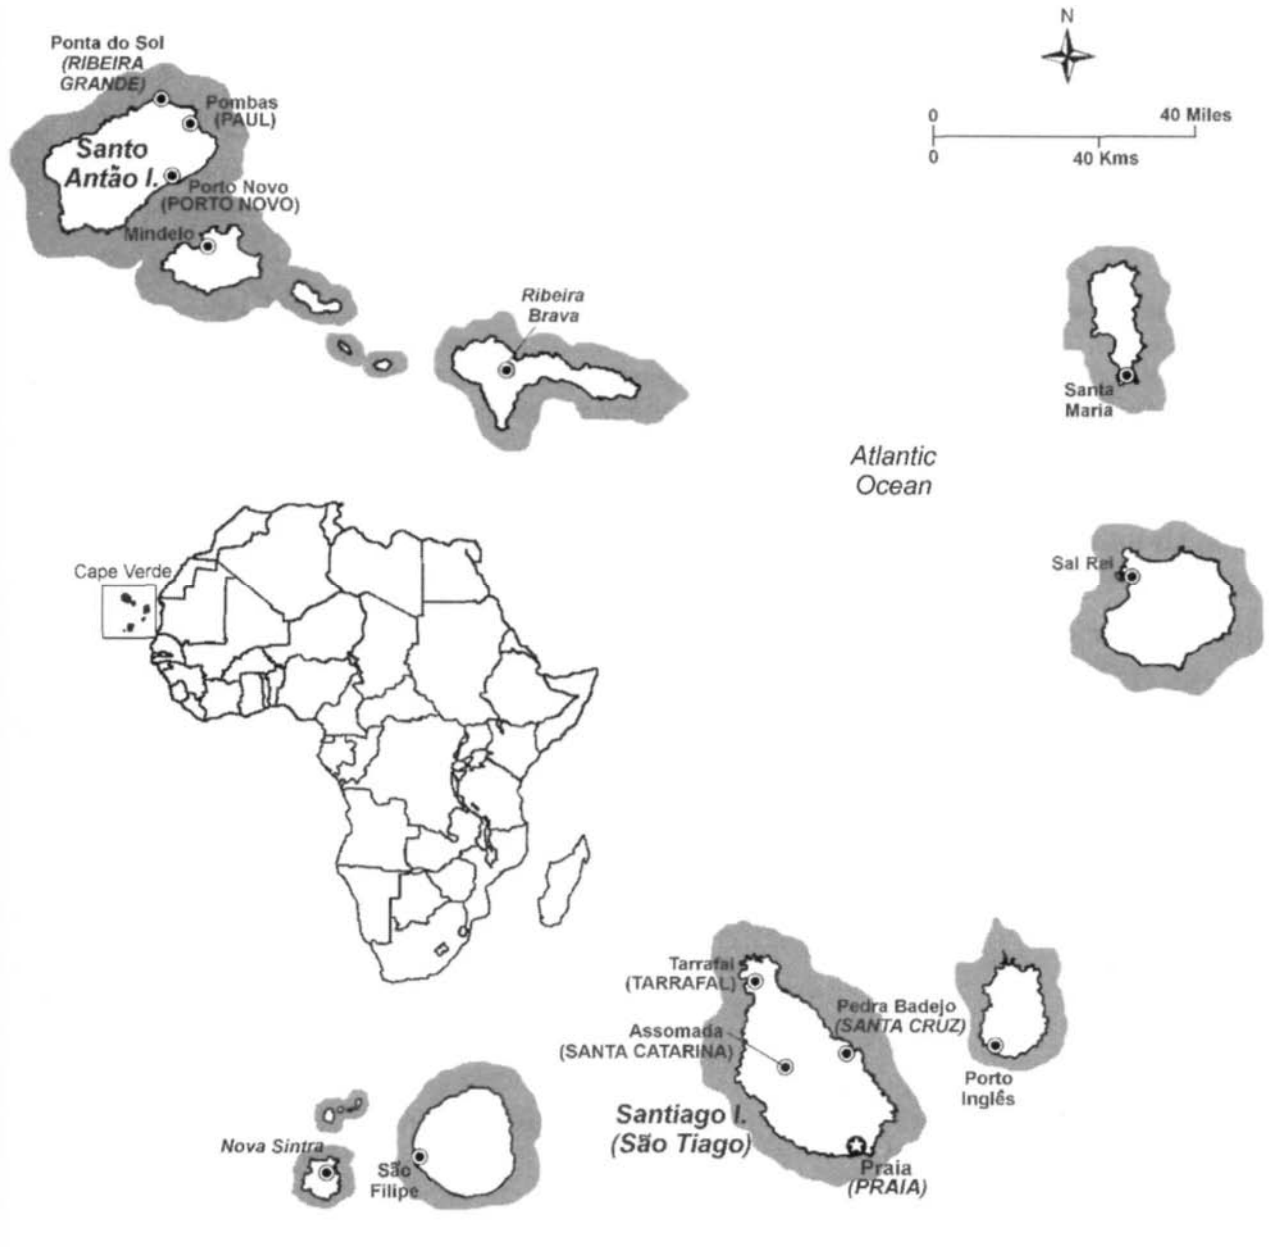 N
0
40 Miles
0
40 Kms
Ponta do Sol
(RIBEIRA
GRANDE)
Pombas
(PAUL)
Santo
Antão I.
Porto Novo
(PORTO NOVO)
Mindelo
Ribeira
Brava
Santa
Maria
Atlantic
Ocean
Sal Rei
Cape Verde
Tarrafal
(TARRAFAL)
Pedra Badejo
(SANTA CRUZ)
Assomada
(SANTA CATARINA)
Porto
Inglês
Santiago I.
(São Tiago)
Nova Sintra
São
Filipe
Praia
(PRAIA)